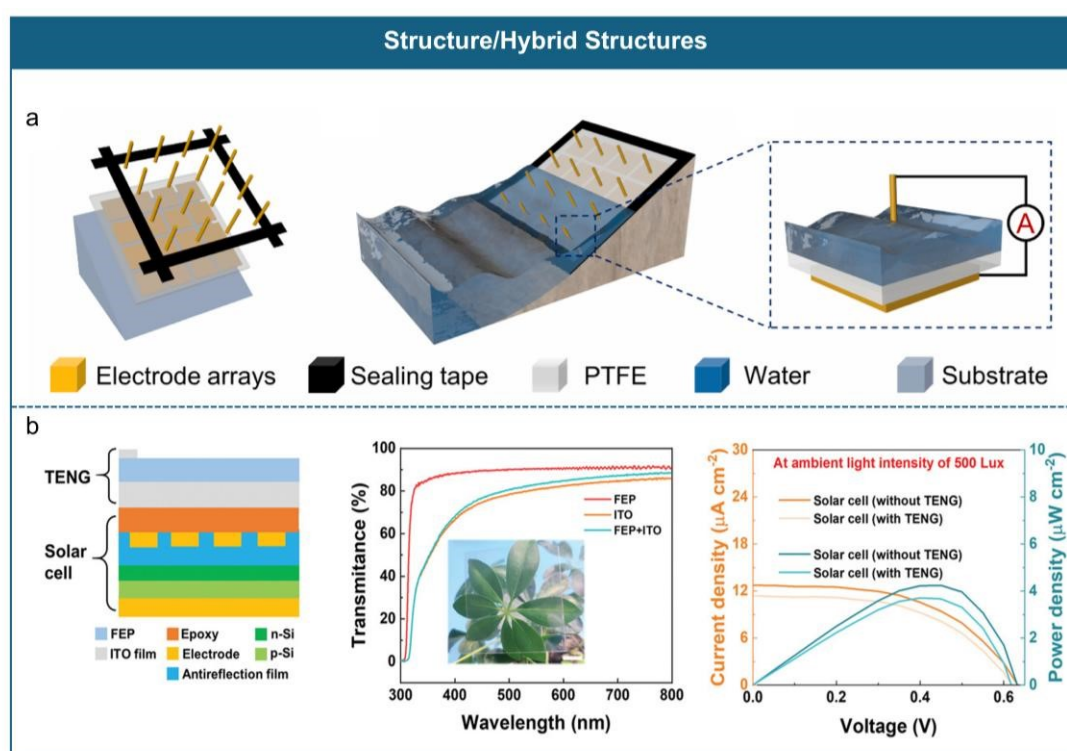 Structure/Hybrid Structures
a
A
Electrode arrays
Sealing tape
PTFE
Water
Substrate
b
TENG
Solar
cell
FEP
Epoxy
n-Si
ITO film
Electrode
p-Si
Antireflection film
100
80
60
40
20
0
Transmitance (%)
FEP
ITO
FEP+ITO
300
400
500
600
700
800
Wavelength (nm)
30
24
18
12
6
0
Current density (μA cm⁻²)
At ambient light intensity of 500 Lux
Solar cell (without TENG)
Solar cell (with TENG)
Solar cell (without TENG)
Solar cell (with TENG)
10
8
6
4
2
0
Power density (μW cm⁻²)
0.0
0.2
0.4
0.6
Voltage (V)